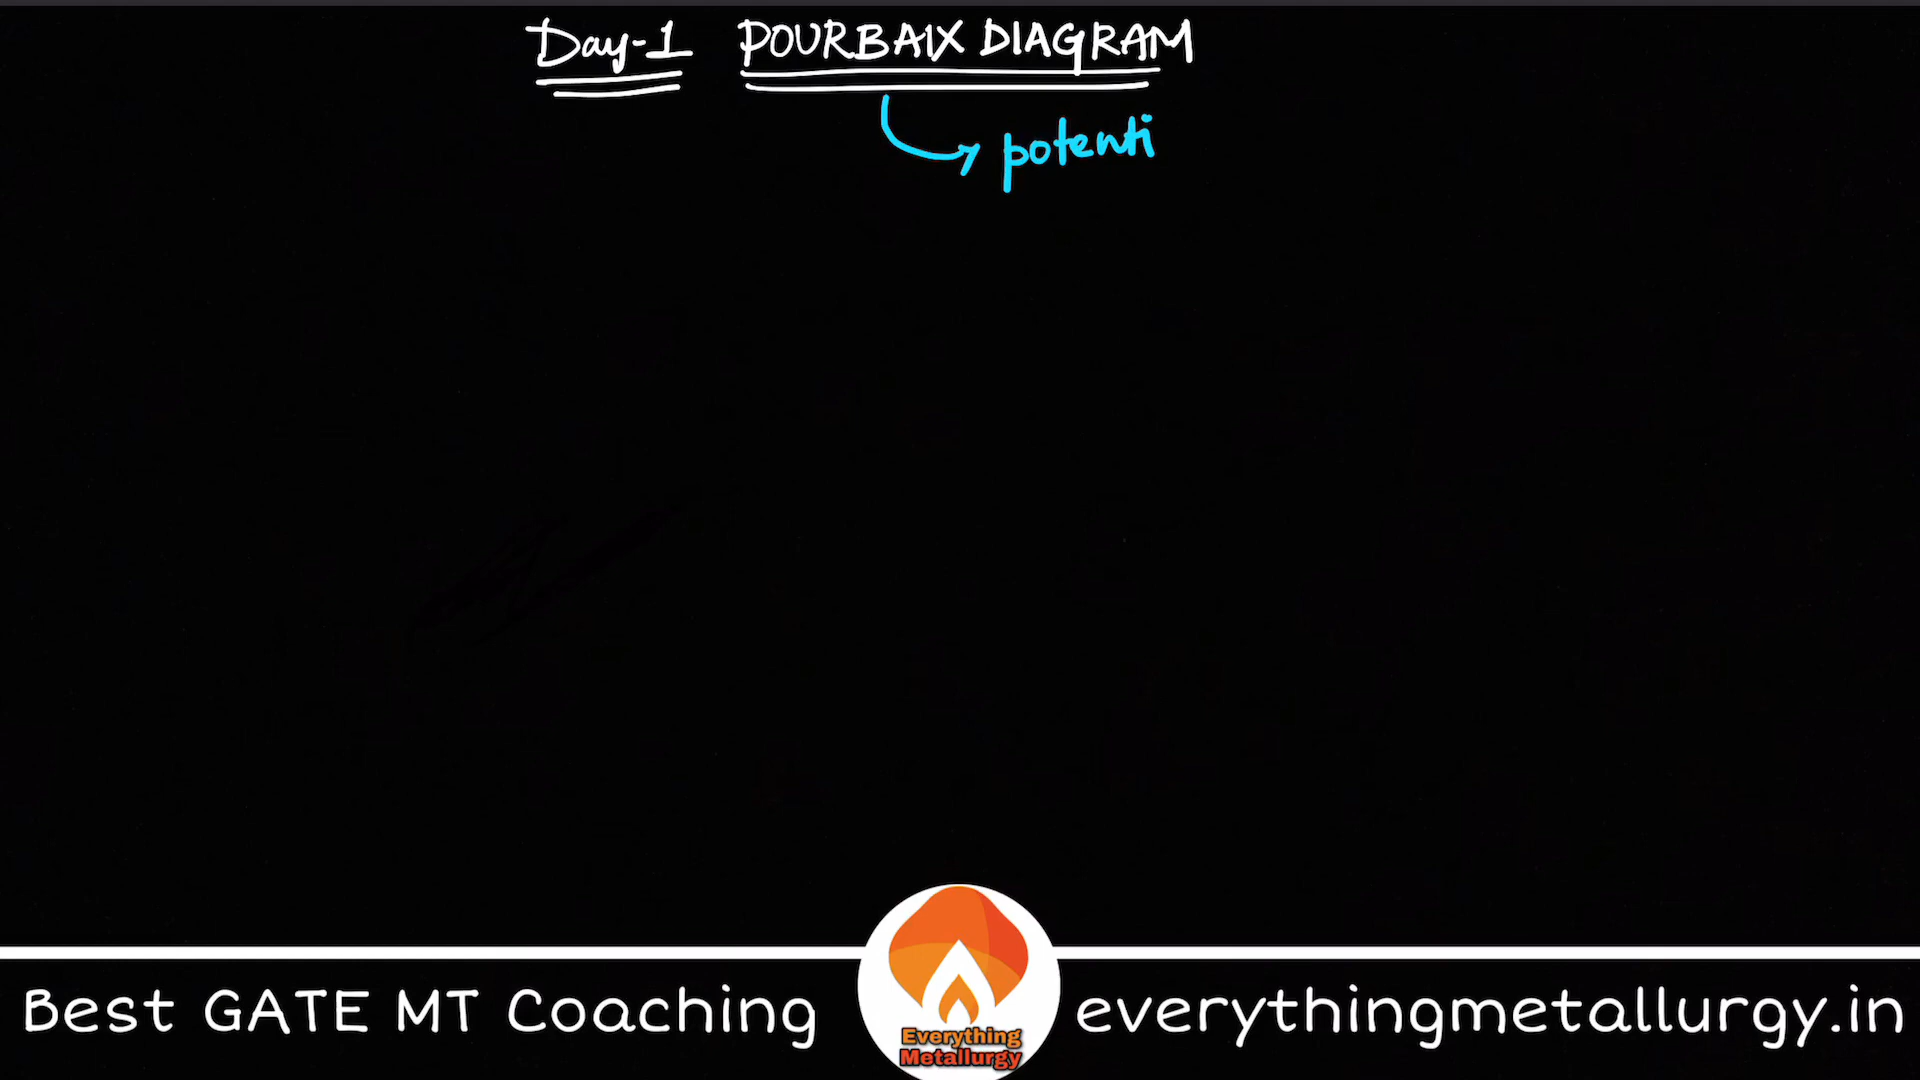 Day-1 POURBAIX DIAGRAM
potenti
Best GATE MT Coaching
Everything
Metallurgy
everythingmetallurgy.in